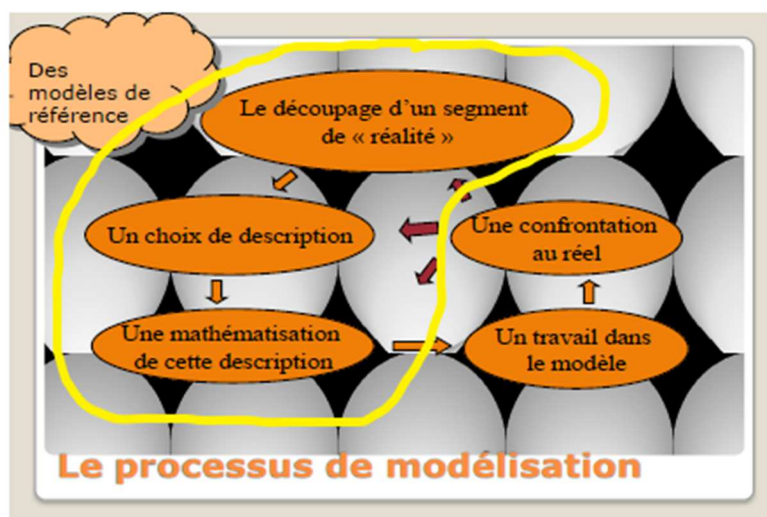 Des
modèles de
référence
Le découpage d’un segment
de « réalité »
Un choix de description
Une confrontation
au réel
Une mathématisation
de cette description
Un travail dans
le modèle
Le processus de modélisation